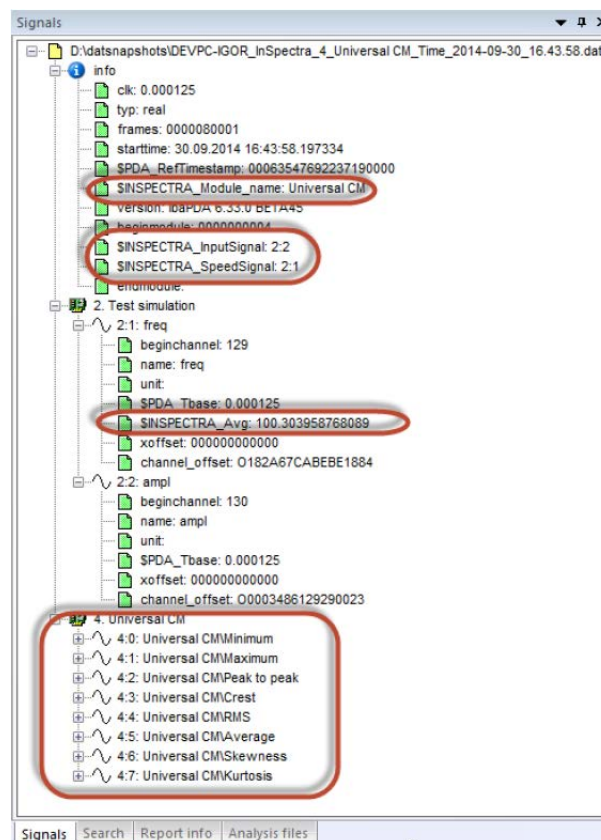 Signals
D:\datsnapshots\DEVPC-IGOR_InSpectra_4_Universal CM_Time_2014-09-30_16.43.58.dat
info
clk: 0.000125
typ: real
frames: 0000080001
starttime: 30.09.2014 16:43:58.197334
$PDA_RefTimestamp: 00063547692237190000
$INSPECTRA_Module_name: Universal CM
version: ibaPDA 6.33.0 BETA45
beginmodule: 0000000004
$INSPECTRA_InputSignal: 2:2
$INSPECTRA_SpeedSignal: 2:1
endmodule:
2. Test simulation
2:1: freq
beginchannel: 129
name: freq
unit:
$PDA_Tbase: 0.000125
$INSPECTRA_Avg: 100.303958768089
xoffset: 000000000000
channel_offset: O182A67CABEBE1884
2:2: ampl
beginchannel: 130
name: ampl
unit:
$PDA_Tbase: 0.000125
xoffset: 000000000000
channel_offset: O0003486129290023
4. Universal CM
4:0: Universal CM\Minimum
4:1: Universal CM\Maximum
4:2: Universal CM\Peak to peak
4:3: Universal CM\Crest
4:4: Universal CM\RMS
4:5: Universal CM\Average
4:6: Universal CM\Skewness
4:7: Universal CM\Kurtosis
Signals Search Report info Analysis files